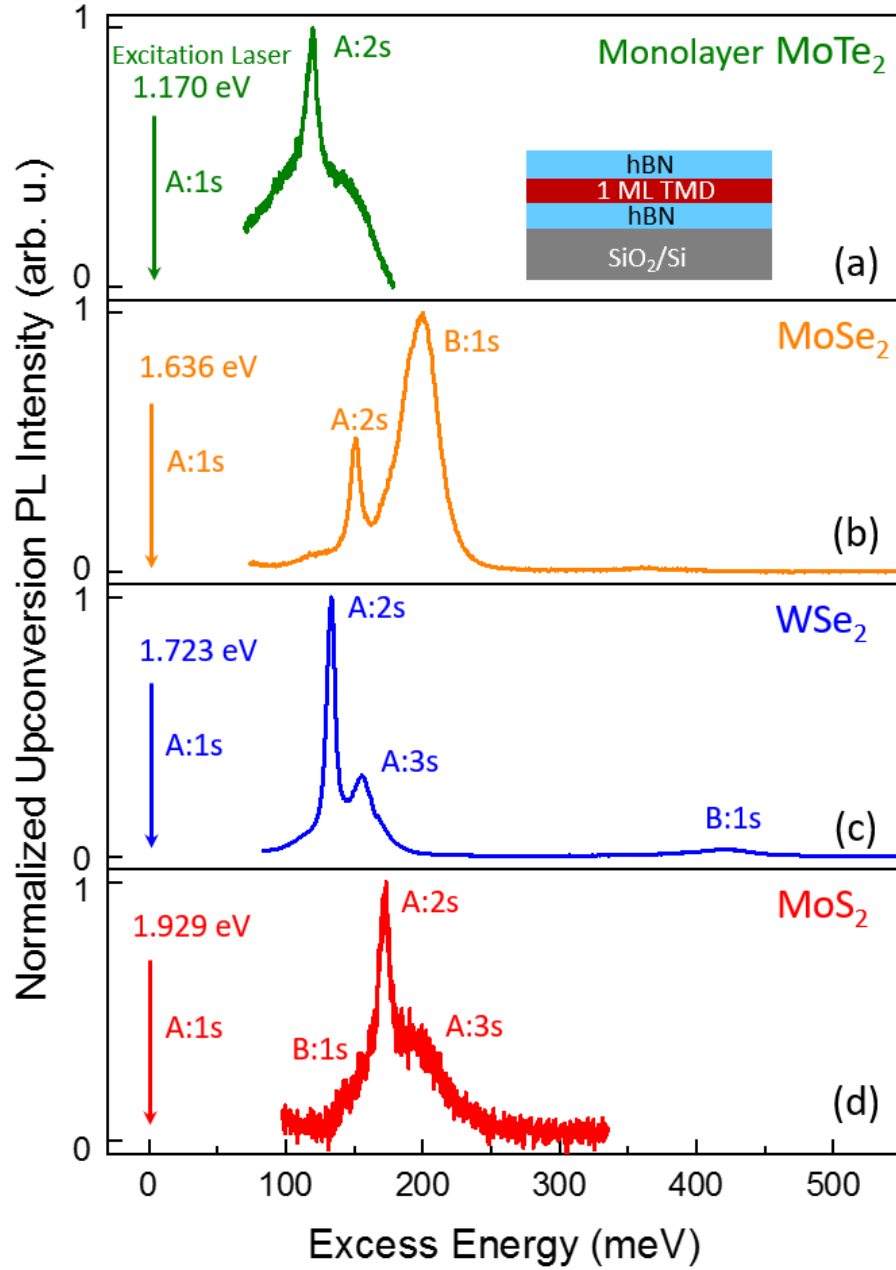 Normalized Upconversion PL Intensity (arb. u.)
1
Excitation Laser
1.170 eV
A:2s
Monolayer MoTe₂
A:1s
hBN
1 ML TMD
hBN
SiO₂/Si
(a)
0
1
1.636 eV
B:1s
MoSe₂
A:2s
A:1s
(b)
0
1
A:2s
WSe₂
1.723 eV
A:1s
A:3s
B:1s
(c)
0
1
A:2s
MoS₂
1.929 eV
A:1s
B:1s
A:3s
(d)
0
0 100 200 300 400 500
Excess Energy (meV)